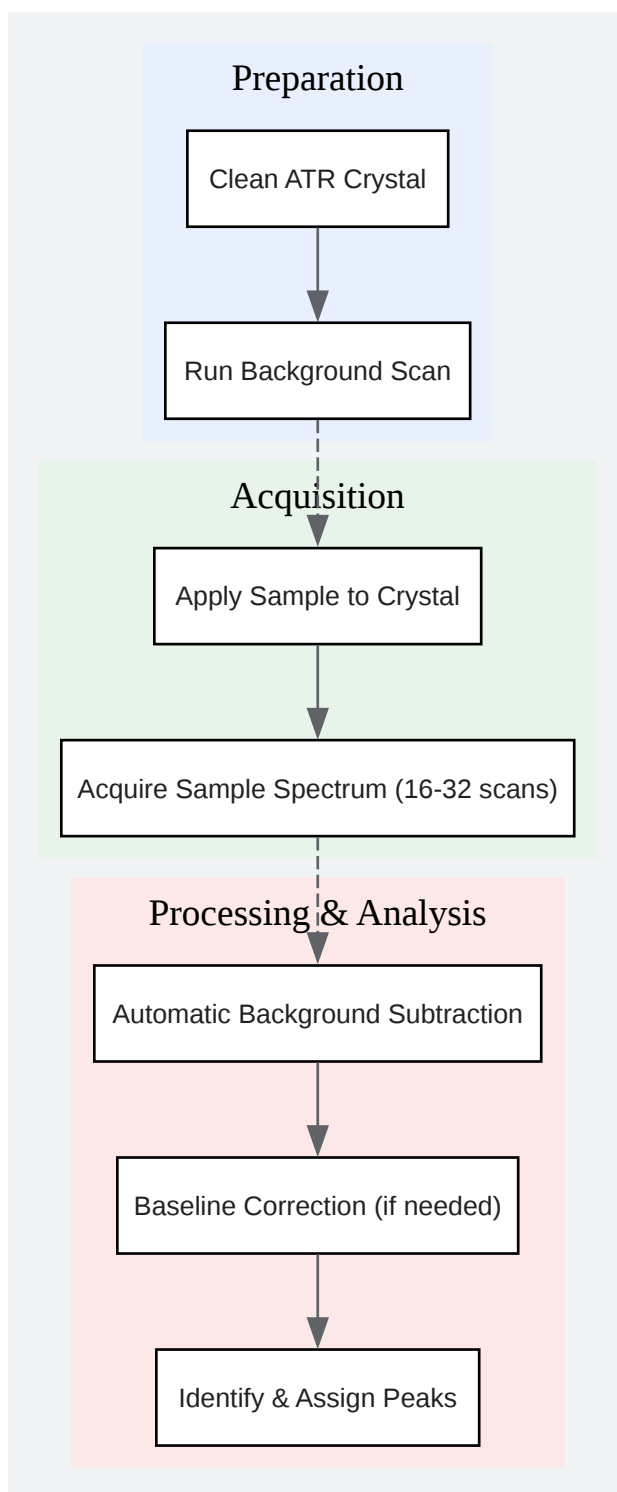 Preparation
Clean ATR Crystal
Run Background Scan
Acquisition
Apply Sample to Crystal
Acquire Sample Spectrum (16-32 scans)
Processing & Analysis
Automatic Background Subtraction
Baseline Correction (if needed)
Identify & Assign Peaks